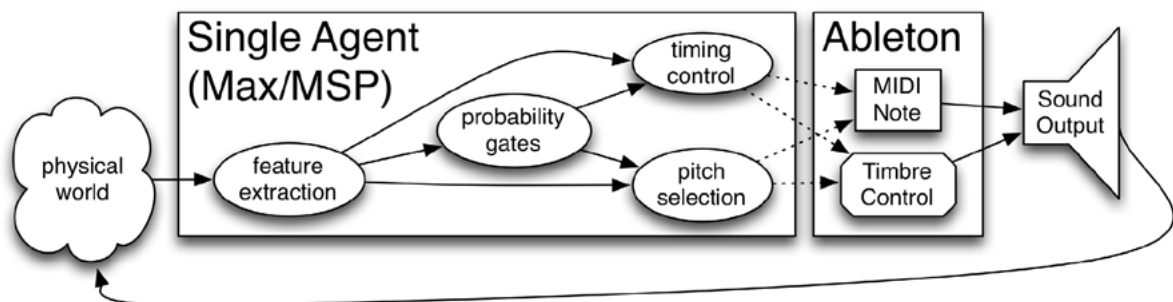 Single Agent
(Max/MSP)
Ableton
physical
world
feature
extraction
probability
gates
timing
control
pitch
selection
MIDI
Note
Timbre
Control
Sound
Output